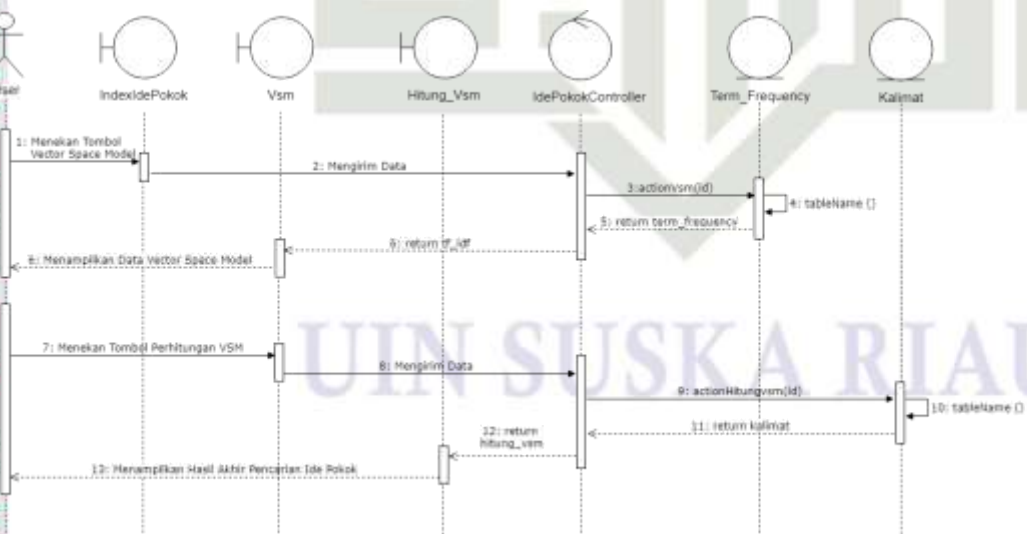 User
IndexIdePokok
Vsm
Hitung_Vsm
IdePokokController
Term_Frequency
Kalimat
1: Menekan Tombol
Vector Space Model
2: Mengirim Data
3:actionvsm(id)
4: tableName ()
5: return term_frequency
6: return tf_idf
6: Menampilkan Data Vector Space Model
UIN SUSKA RIAU
7: Menekan Tombol Perhitungan VSM
8: Mengirim Data
9: actionHitungvsm(id)
10: tableName ()
11: return kalimat
12: return
hitung_vsm
13: Menampilkan Hasil Akhir Pencarian Ide Pokok